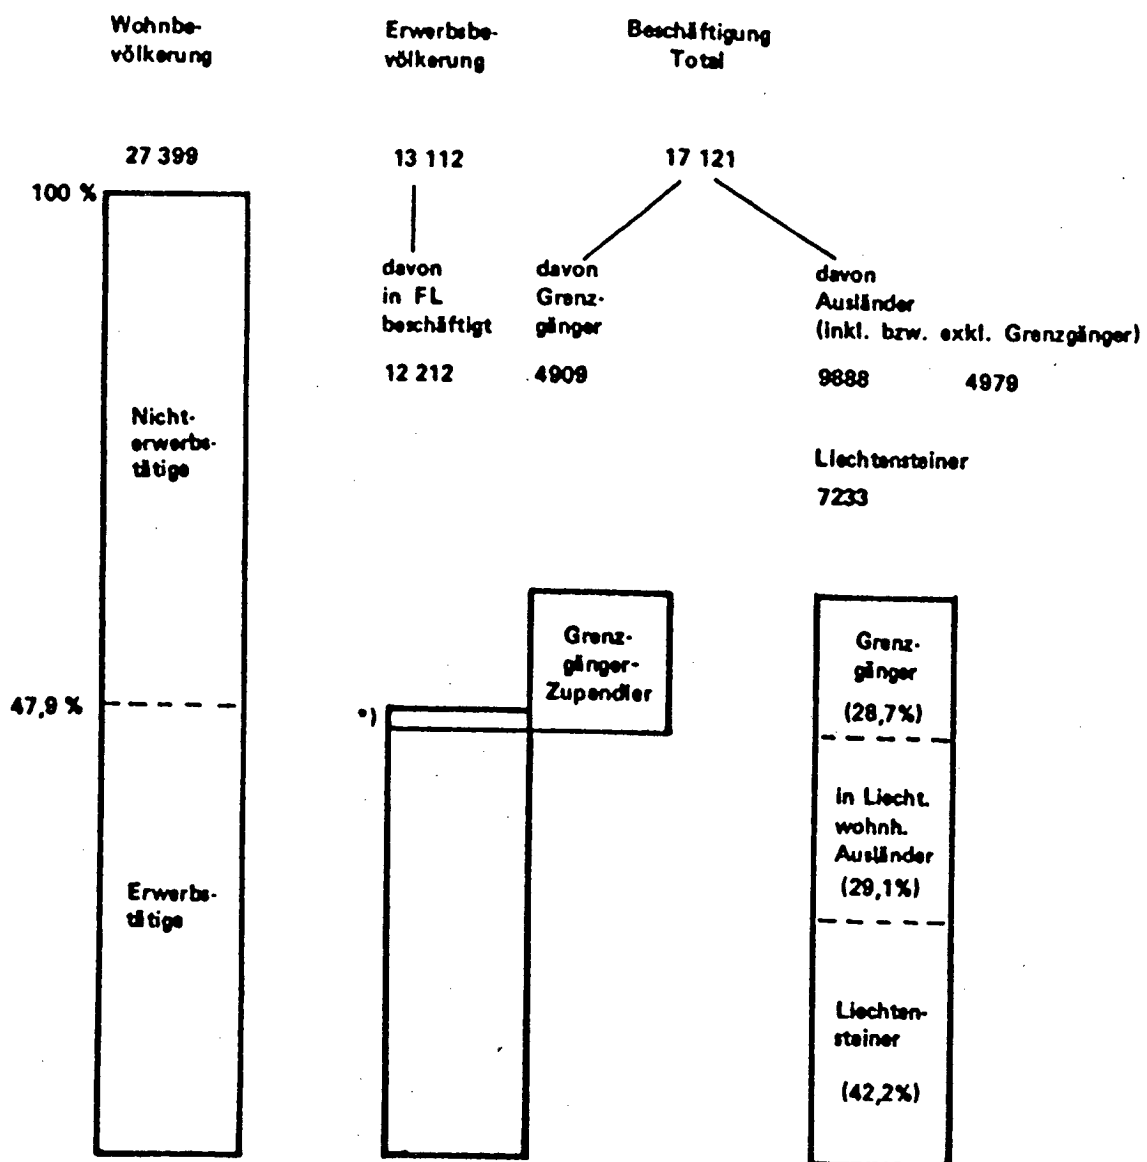 Wohnbe-
völkerung
Erwerbsbe-
völkerung
Beschäftigung
Total
27 399
13 112
17 121
100 %
davon
in FL
beschäftigt
12 212
davon
Grenz-
gänger
4909
davon
Ausländer
(inkl. bzw. exkl. Grenzgänger)
9888 4979
Liechtensteiner
7233
Nicht-
erwerbs-
tätige
47,9 %
Erwerbs-
tätige
*)
Grenz-
gänger-
Zupendler
Grenz-
gänger
(28,7%)
in Liecht.
wohnh.
Ausländer
(29,1%)
Liechten-
steiner
(42,2%)